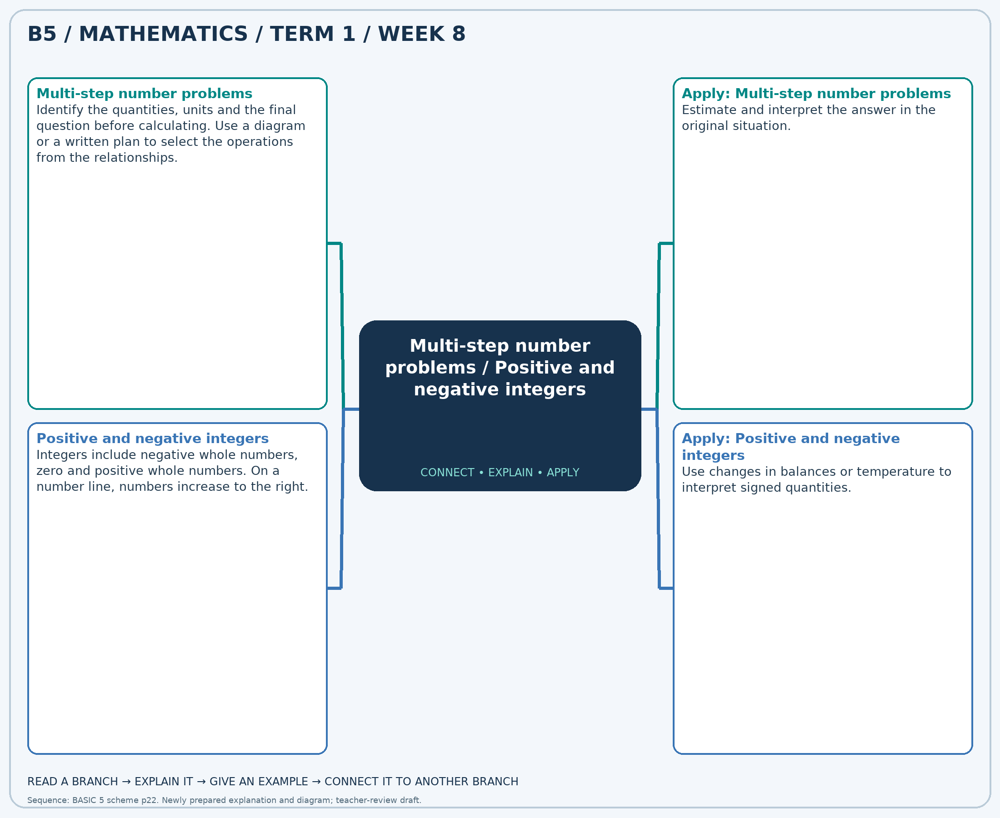 B5 / MATHEMATICS / TERM 1 / WEEK 8
Multi-step number problems
Identify the quantities, units and the final
question before calculating. Use a diagram
or a written plan to select the operations
from the relationships.
Apply: Multi-step number problems
Estimate and interpret the answer in the
original situation.
Multi-step number
problems / Positive and
negative integers
CONNECT • EXPLAIN • APPLY
Positive and negative integers
Integers include negative whole numbers,
zero and positive whole numbers. On a
number line, numbers increase to the right.
Apply: Positive and negative
integers
Use changes in balances or temperature to
interpret signed quantities.
READ A BRANCH → EXPLAIN IT → GIVE AN EXAMPLE → CONNECT IT TO ANOTHER BRANCH
Sequence: BASIC 5 scheme p22. Newly prepared explanation and diagram; teacher-review draft.